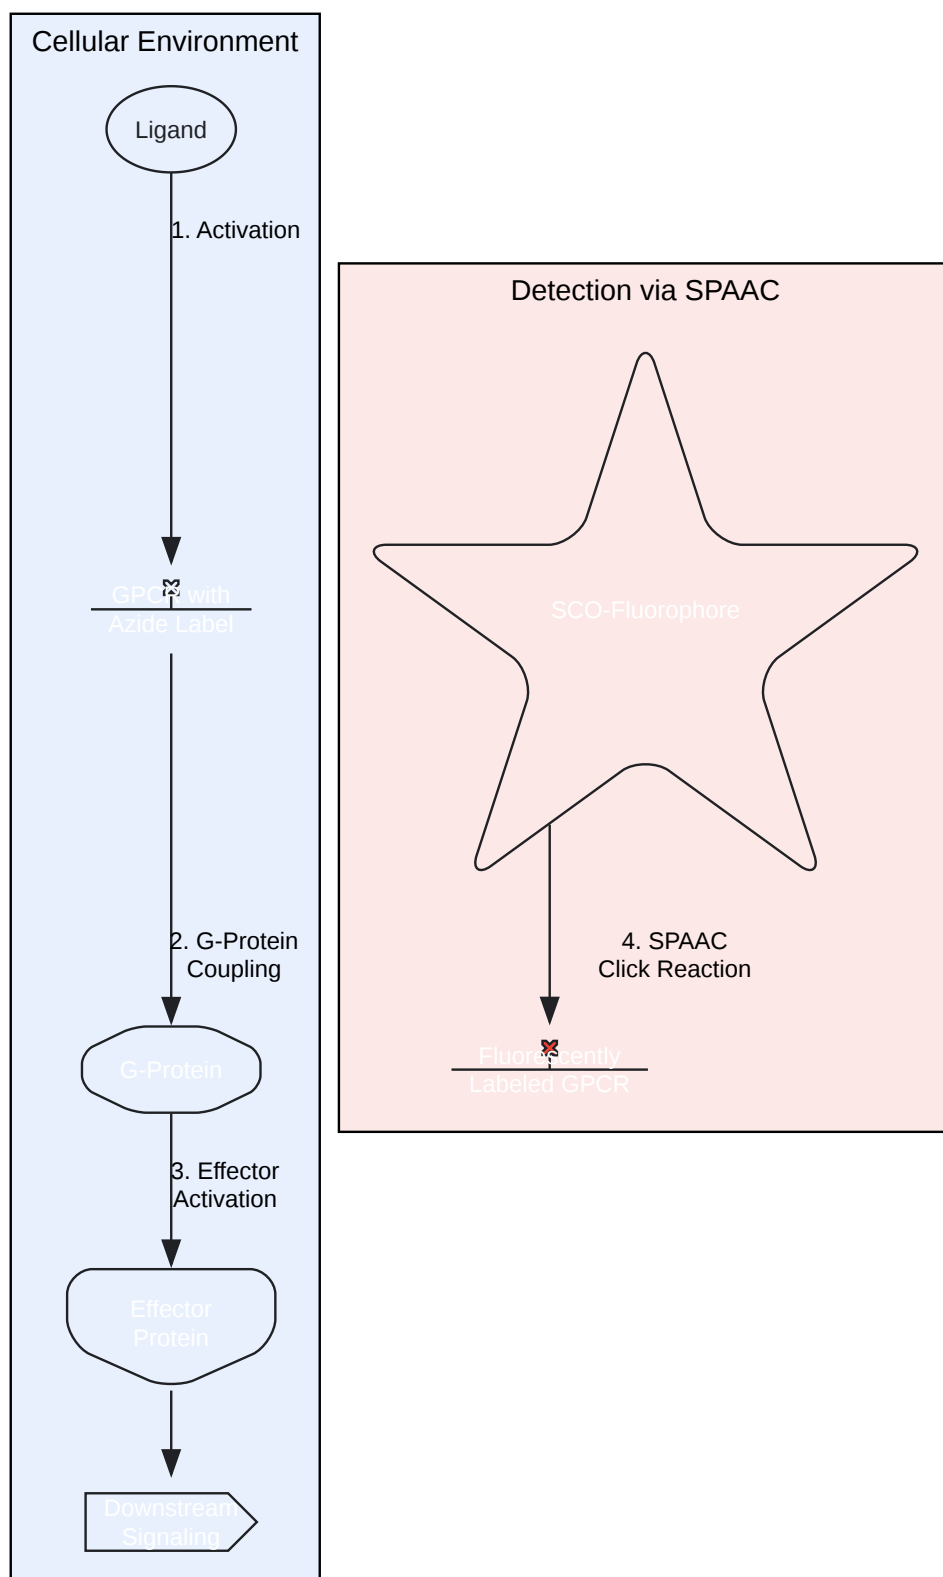 Cellular Environment
Ligand
1. Activation
GPCR with
Azide Label
2. G-Protein
Coupling
G-Protein
3. Effector
Activation
Effector
Protein
Downstream
Signaling
Detection via SPAAC
SCO-Fluorophore
4. SPAAC
Click Reaction
Fluorescently
Labeled GPCR